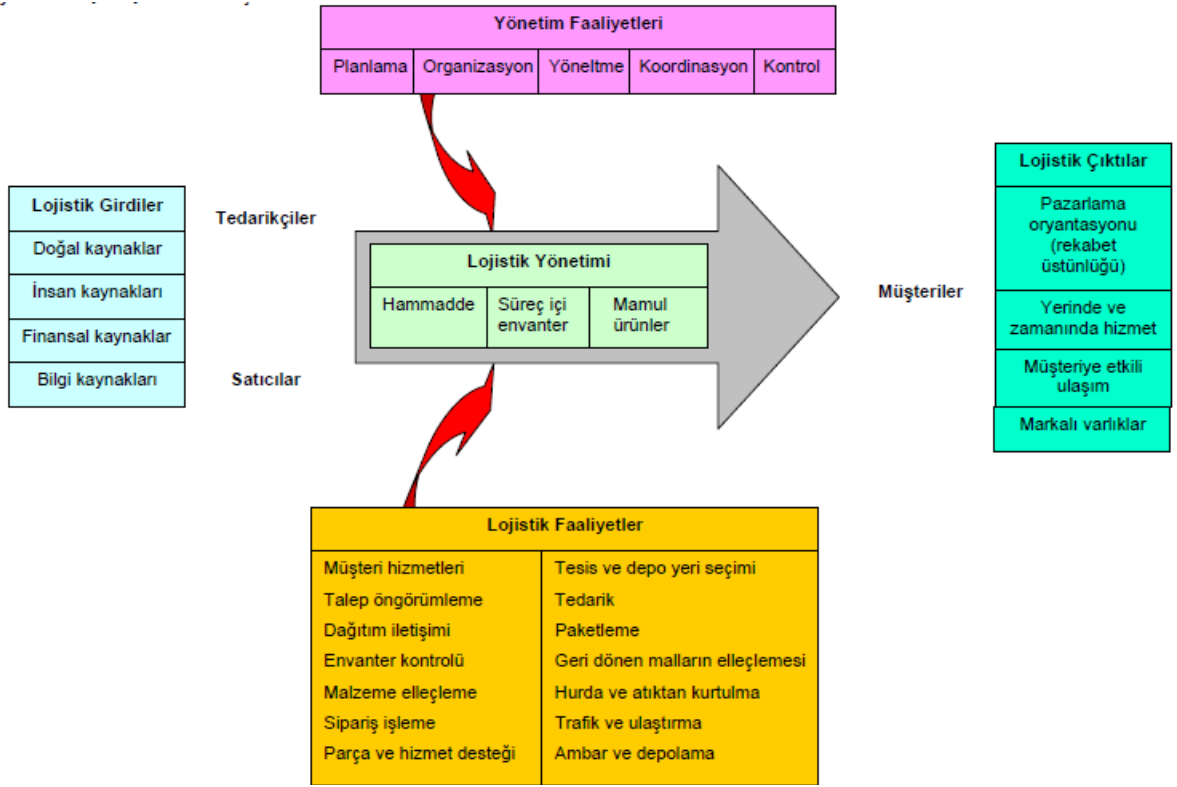 Yönetim Faaliyetleri
Planlama Organizasyon Yöneltme Koordinasyon Kontrol
Lojistik Girdiler
Doğal kaynaklar
İnsan kaynakları
Finansal kaynaklar
Bilgi kaynakları
Tedarikçiler
Satıcılar
Lojistik Yönetimi
Hammadde
Süreç içi
envanter
Mamul
ürünler
Müşteriler
Lojistik Çıktılar
Pazarlama
oryantasyonu
(rekabet
üstünlüğü)
Yerinde ve
zamanında hizmet
Müşteriye etkili
ulaşım
Markalı varlıklar
Lojistik Faaliyetler
Müşteri hizmetleri
Talep öngörümleme
Dağıtım iletişimi
Envanter kontrolü
Malzeme elleçleme
Sipariş işleme
Parça ve hizmet desteği
Tesis ve depo yeri seçimi
Tedarik
Paketleme
Geri dönen malların elleçlemesi
Hurda ve atıktan kurtulma
Trafik ve ulaştırma
Ambar ve depolama